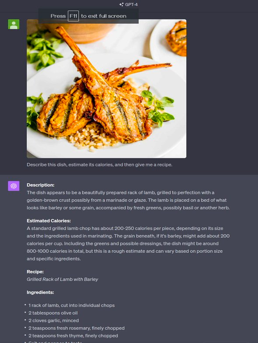 GPT-4
Press F11 to exit full screen
Describe this dish, estimate its calories, and then give me a recipe.
Description:
The dish appears to be a beautifully prepared rack of lamb, grilled to perfection with a
golden-brown crust possibly from a marinade or glaze. The lamb is placed on a bed of what
looks like barley or some grain, accompanied by fresh greens, possibly basil or another herb.
Estimated Calories:
A standard grilled lamb chop has about 200-250 calories per piece, depending on its size
and the ingredients used in marinating. The grain beneath, if it's barley, might add about 200
calories per cup. Including the greens and possible dressings, the dish might be around
800-1000 calories in total, but this is a rough estimate and can vary based on portion size
and specific ingredients.
Recipe:
Grilled Rack of Lamb with Barley
Ingredients:
• 1 rack of lamb, cut into individual chops
• 2 tablespoons olive oil
• 2 cloves garlic, minced
• 2 teaspoons fresh rosemary, finely chopped
• 2 teaspoons fresh thyme, finely chopped